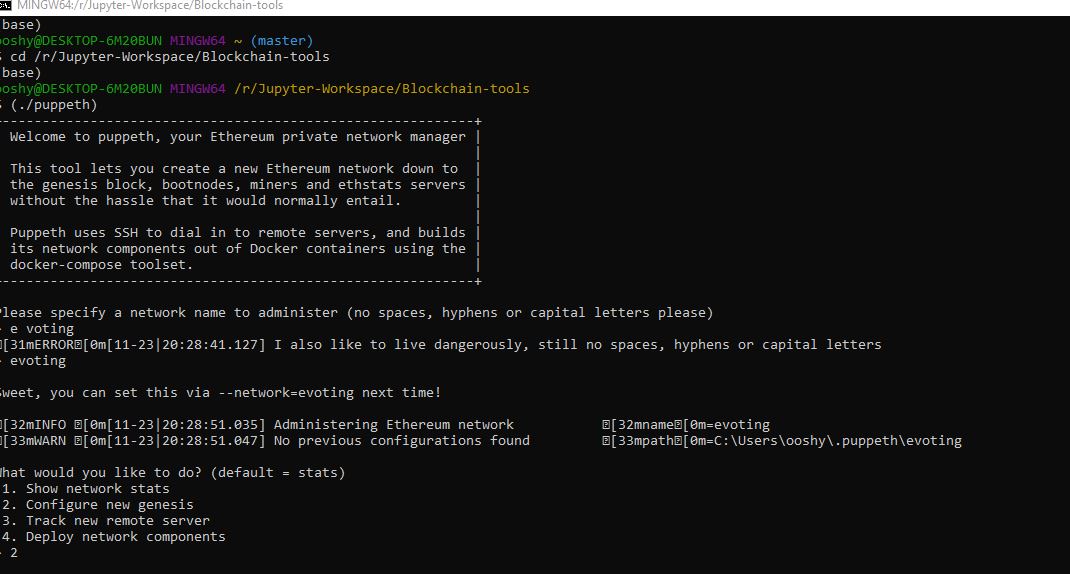 MINGW64:/r/Jupyter-Workspace/Blockchain-tools
base)
ooshy@DESKTOP-6M20BUN MINGW64 ~ (master)
$ cd /r/Jupyter-Workspace/Blockchain-tools
base)
ooshy@DESKTOP-6M20BUN MINGW64 /r/Jupyter-Workspace/Blockchain-tools
$ (./puppeth)
-----------------------------------------------------------+
Welcome to puppeth, your Ethereum private network manager |
|
This tool lets you create a new Ethereum network down to |
the genesis block, bootnodes, miners and ethstats servers |
without the hassle that it would normally entail. |
|
Puppeth uses SSH to dial in to remote servers, and builds |
its network components out of Docker containers using the |
docker-compose toolset. |
-----------------------------------------------------------+
Please specify a network name to administer (no spaces, hyphens or capital letters please)
> e voting
[31mERROR[0m[11-23|20:28:41.127] I also like to live dangerously, still no spaces, hyphens or capital letters
> evoting
Sweet, you can set this via --network=evoting next time!
[32mINFO [0m[11-23|20:28:51.035] Administering Ethereum network [32mname[0m=evoting
[33mWARN [0m[11-23|20:28:51.047] No previous configurations found [33mpath[0m=C:\Users\ooshy\.puppeth\evoting
What would you like to do? (default = stats)
1. Show network stats
2. Configure new genesis
3. Track new remote server
4. Deploy network components
> 2